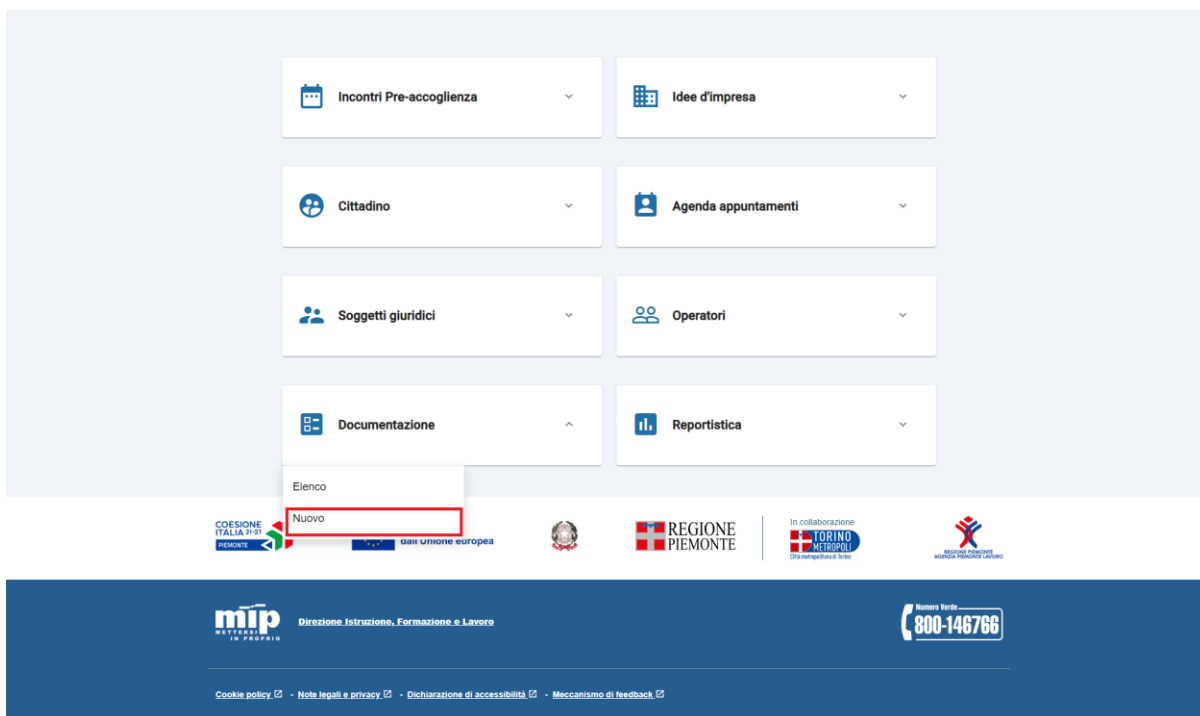 Incontri Pre-accoglienza
Idee d'impresa
Cittadino
Agenda appuntamenti
Soggetti giuridici
Operatori
Documentazione
Reportistica
Elenco
Nuovo
COESIONE
ITALIA 21-27
PIEMONTE
dall'Unione europea
REGIONE
PIEMONTE
In collaborazione
TORINO
METROPOLI
Città metropolitana di Torino
REGIONE PIEMONTE
AGENZIA PIEMONTE LAVORO
mip
METTERSI
IN PROPRIO
Direzione Istruzione, Formazione e Lavoro
Numero Verde
800-146766
Cookie policy - Note legali e privacy - Dichiarazione di accessibilità - Meccanismo di feedback